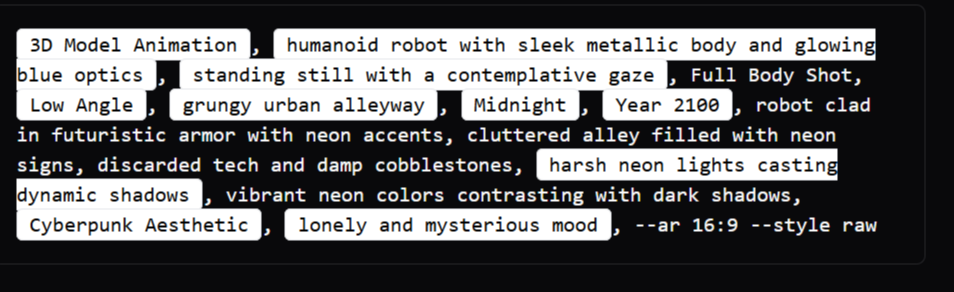 3D Model Animation, humanoid robot with sleek metallic body and glowing
blue optics, standing still with a contemplative gaze, Full Body Shot,
Low Angle, grungy urban alleyway, Midnight, Year 2100, robot clad
in futuristic armor with neon accents, cluttered alley filled with neon
signs, discarded tech and damp cobblestones, harsh neon lights casting
dynamic shadows, vibrant neon colors contrasting with dark shadows,
Cyberpunk Aesthetic, lonely and mysterious mood, --ar 16:9 --style raw